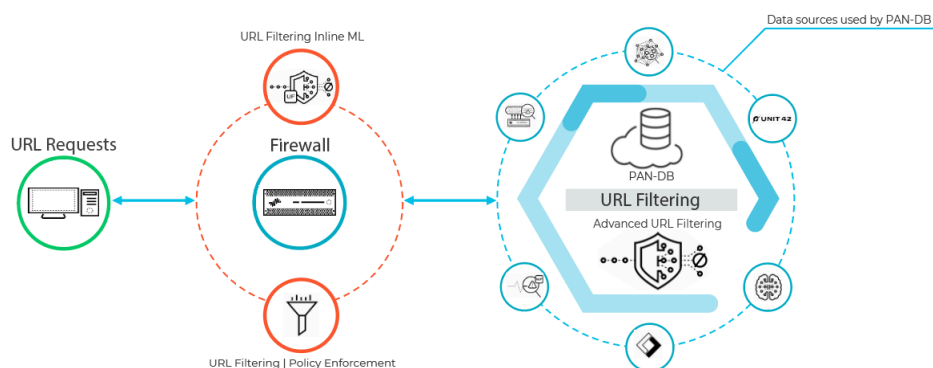 Data sources used by PAN-DB
URL Filtering Inline ML
UF
UNIT 42
URL Requests
Firewall
PAN-DB
URL Filtering
Advanced URL Filtering
URL Filtering | Policy Enforcement